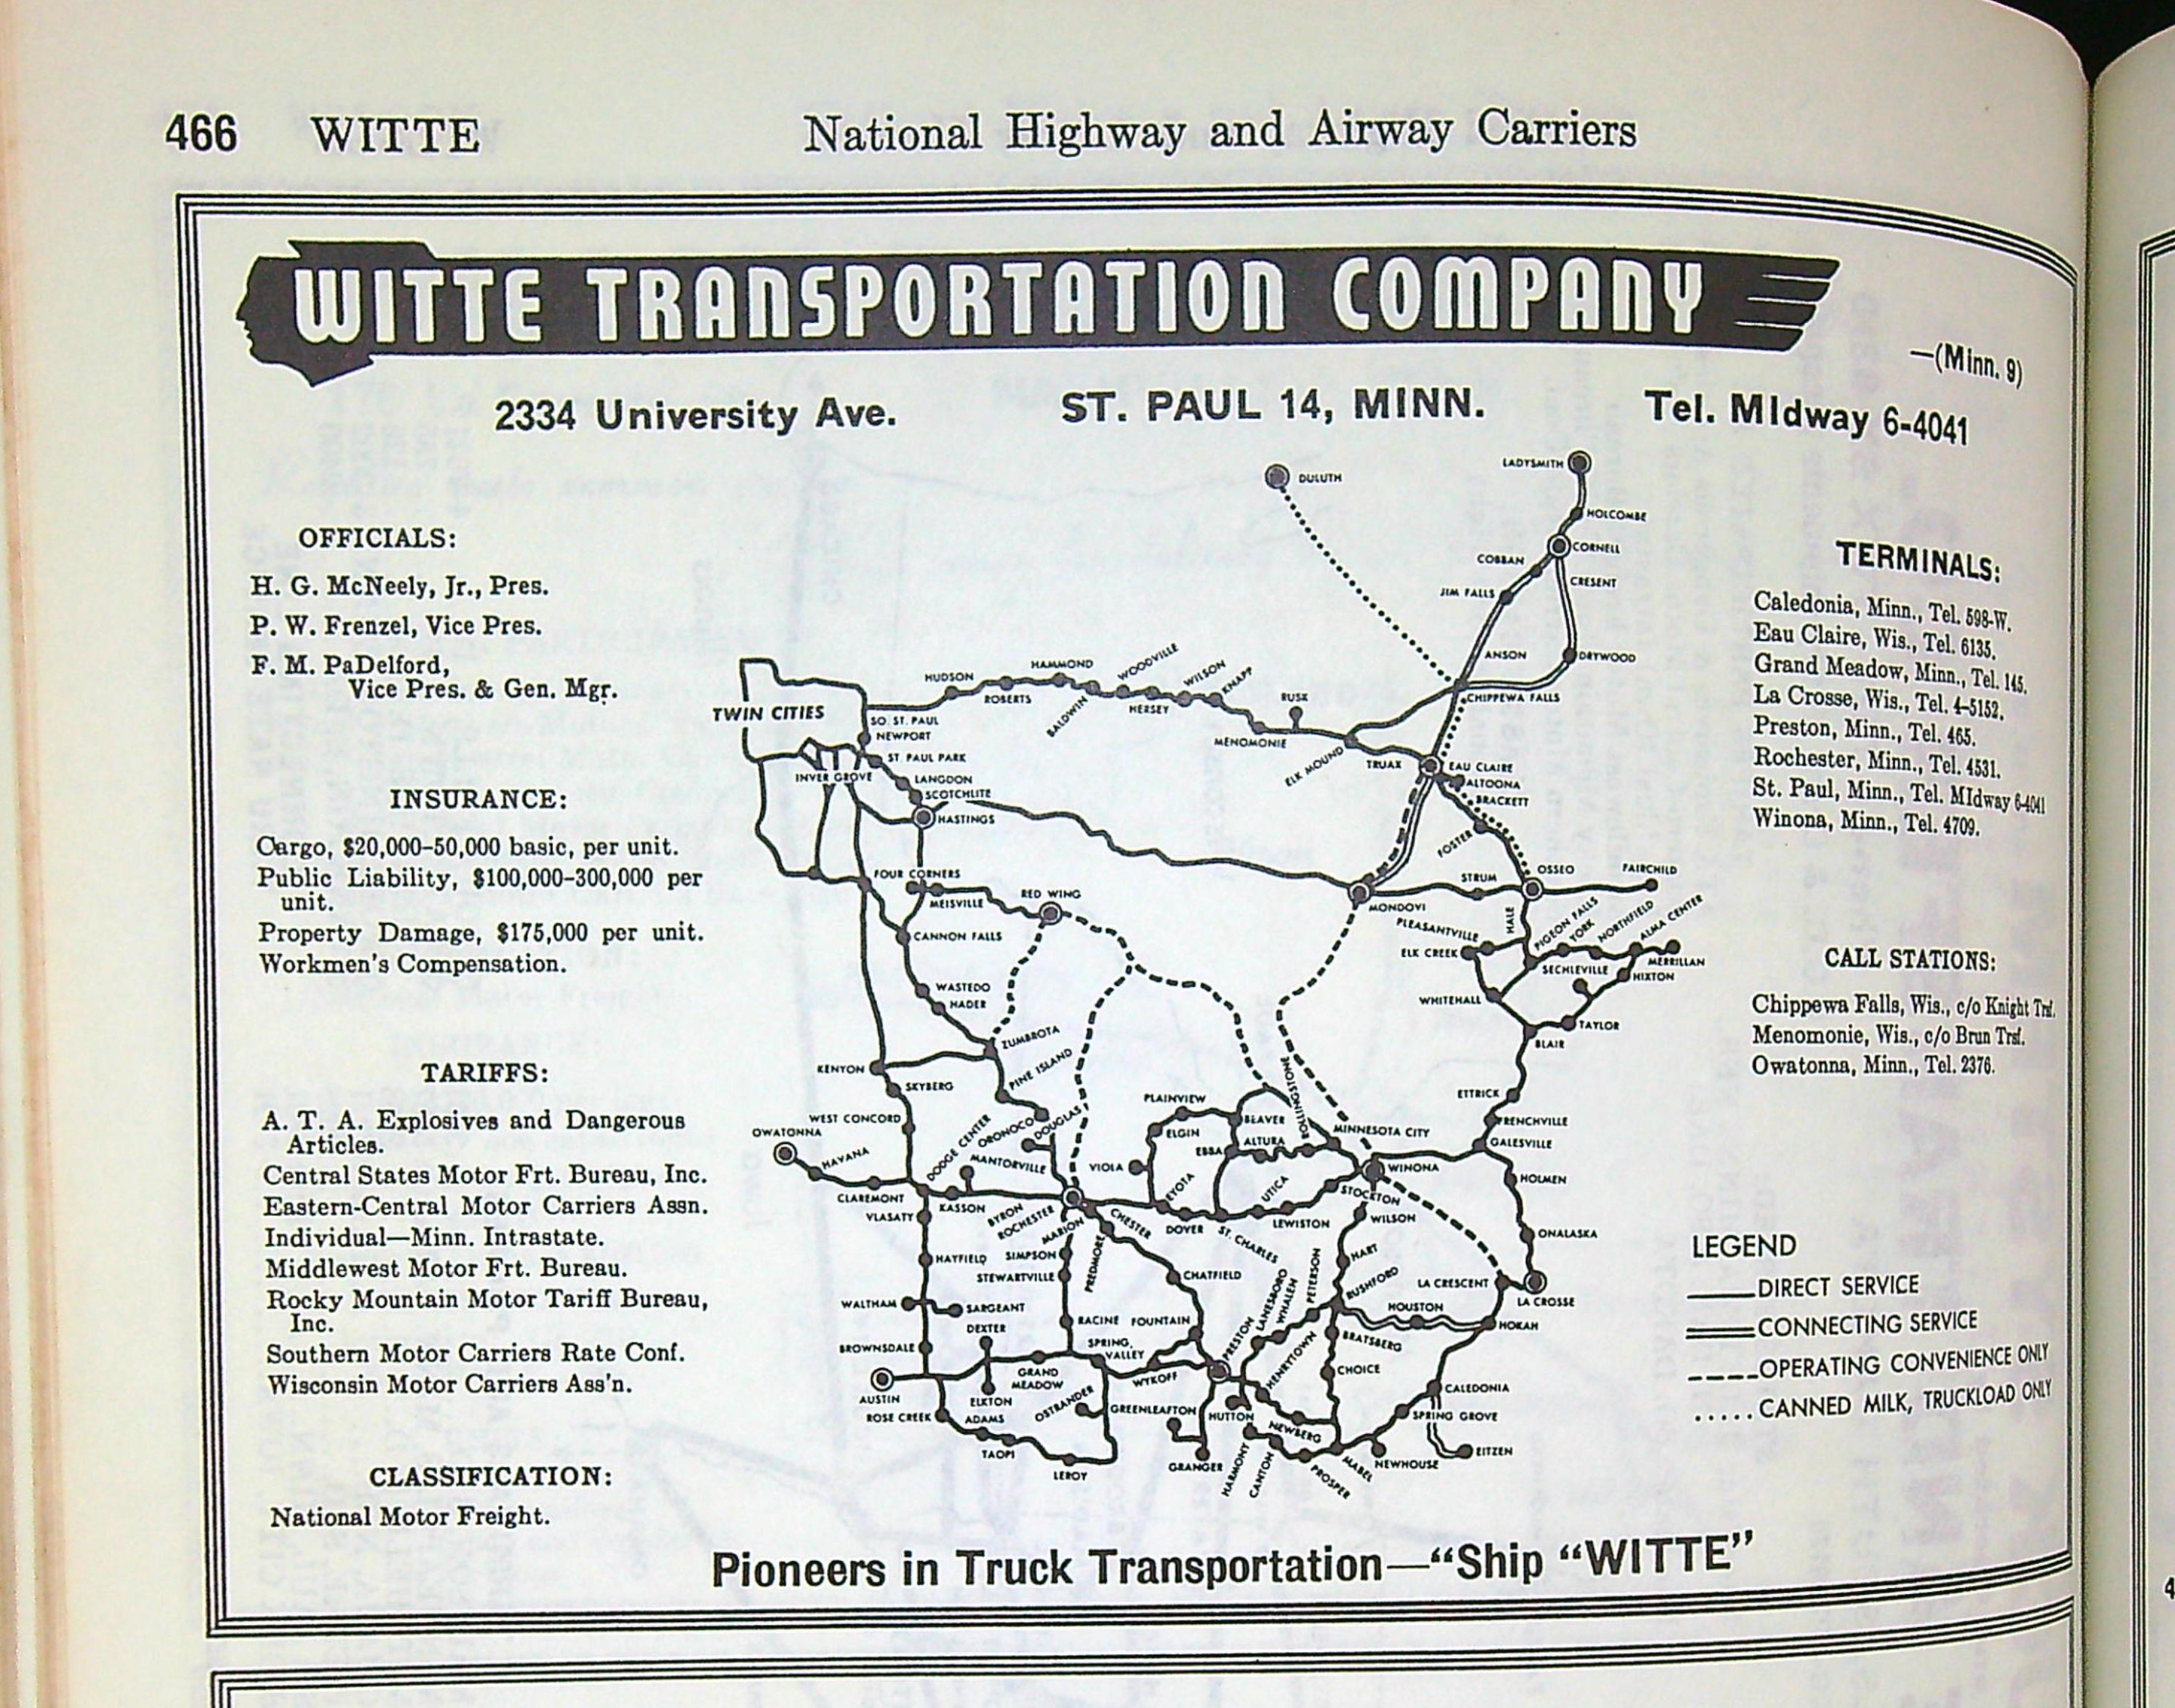 466 WITTE National Highway and Airway Carriers
WITTE TRANSPORTATION COMPANY
—(Minn. 9)
2334 University Ave. ST. PAUL 14, MINN. Tel. MIdway 6-4041
OFFICIALS:
H. G. McNeely, Jr., Pres.
P. W. Frenzel, Vice Pres.
F. M. PaDelford,
Vice Pres. & Gen. Mgr.
INSURANCE:
Cargo, $20,000-50,000 basic, per unit.
Public Liability, $100,000-300,000 per
unit.
Property Damage, $175,000 per unit.
Workmen's Compensation.
TARIFFS:
A. T. A. Explosives and Dangerous
Articles.
Central States Motor Frt. Bureau, Inc.
Eastern-Central Motor Carriers Assn.
Individual—Minn. Intrastate.
Middlewest Motor Frt. Bureau.
Rocky Mountain Motor Tariff Bureau,
Inc.
Southern Motor Carriers Rate Conf.
Wisconsin Motor Carriers Ass'n.
CLASSIFICATION:
National Motor Freight.
DULUTH
LADYSMITH
HOLCOMBE
CORNELL
COBBAN
CRESENT
JIM FALLS
ANSON
DRYWOOD
CHIPPEWA FALLS
TWIN CITIES
HUDSON
ROBERTS
HAMMOND
BALDWIN
WOODVILLE
HERSEY
WILSON
KNAPP
MENOMONIE
RUSK
ELK MOUND
TRUAX
EAU CLAIRE
ALTOONA
BRACKETT
FOSTER
OSSEO
FAIRCHILD
STRUM
MONDOVI
SO. ST. PAUL
NEWPORT
ST. PAUL PARK
INVER GROVE
LANGDON
SCOTCHLITE
HASTINGS
FOUR CORNERS
MEISVILLE
RED WING
CANNON FALLS
WASTEDO
HADER
ZUMBROTA
KENYON
SKYBERG
PINE ISLAND
WEST CONCORD
OWATONNA
HAVANA
CLAREMONT
DODGE CENTER
ORONOCO
DOUGLAS
MANTORVILLE
VLASATY
KASSON
BYRON
ROCHESTER
MARION
PLEASANTVILLE
HALE
ELK CREEK
PIGEON FALLS
YORK
NORTHFIELD
ALMA CENTER
SECHLEVILLE
MERRILLAN
HIXTON
WHITEHALL
TAYLOR
BLAIR
ETTRICK
FRENCHVILLE
GALESVILLE
HOLMEN
ONALASKA
LA CROSSE
LA CRESCENT
HOKAH
PLAINVIEW
ELGIN
VIOLA
EYOTA
BEAVER
ALTURA
EBBA
ROLLINGSTONE
MINNESOTA CITY
WINONA
STOCKTON
UTICA
LEWISTON
DOVER
ST. CHARLES
CHESTER
WILSON
HART
RUSHFORD
PETERSON
WHALEN
LANESBORO
PRESTON
HOUSTON
BRATSBERG
CHOICE
HENRYTOWN
HAYFIELD
SIMPSON
STEWARTVILLE
PREDMORE
CHATFIELD
WALTHAM
SARGEANT
DEXTER
RACINE
FOUNTAIN
BROWNSDALE
SPRING VALLEY
WYKOFF
GRAND MEADOW
AUSTIN
ELKTON
ROSE CREEK
ADAMS
TAOPI
LEROY
OSTRANDER
GREENLEAFTON
GRANGER
HUTTON
NEWBERG
HARMONY
CANTON
PROSPER
MABEL
NEWHOUSE
SPRING GROVE
CALEDONIA
EITZEN
TERMINALS:
Caledonia, Minn., Tel. 598-W.
Eau Claire, Wis., Tel. 6135.
Grand Meadow, Minn., Tel. 145.
La Crosse, Wis., Tel. 4-5152.
Preston, Minn., Tel. 465.
Rochester, Minn., Tel. 4531.
St. Paul, Minn., Tel. MIdway 6-4041
Winona, Minn., Tel. 4709.
CALL STATIONS:
Chippewa Falls, Wis., c/o Knight Trsf.
Menomonie, Wis., c/o Brun Trsf.
Owatonna, Minn., Tel. 2376.
LEGEND
DIRECT SERVICE
CONNECTING SERVICE
OPERATING CONVENIENCE ONLY
CANNED MILK, TRUCKLOAD ONLY
Pioneers in Truck Transportation—"Ship "WITTE"